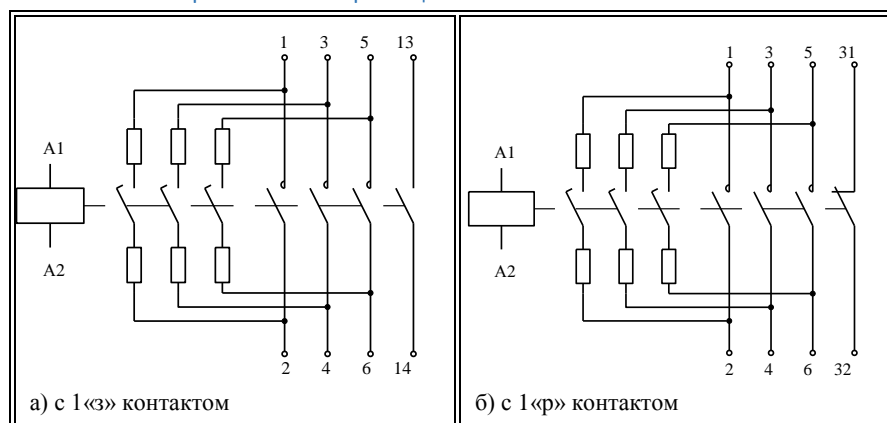 1 3 5 13
A1
A2
2 4 6 14
а) с 1«з» контактом
1 3 5 31
A1
A2
2 4 6 32
б) с 1«р» контактом